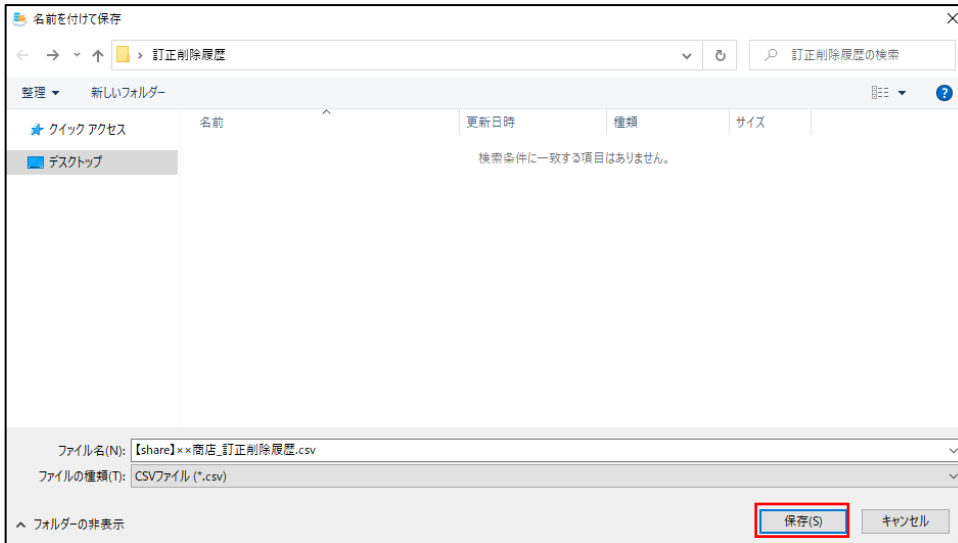 名前を付けて保存
訂正削除履歴
訂正削除履歴の検索
整理
新しいフォルダー
クイック アクセス
デスクトップ
名前
更新日時
種類
サイズ
検索条件に一致する項目はありません。
ファイル名(N): 【share】××商店_訂正削除履歴.csv
ファイルの種類(T): CSVファイル (*.csv)
フォルダーの非表示
保存(S)
キャンセル